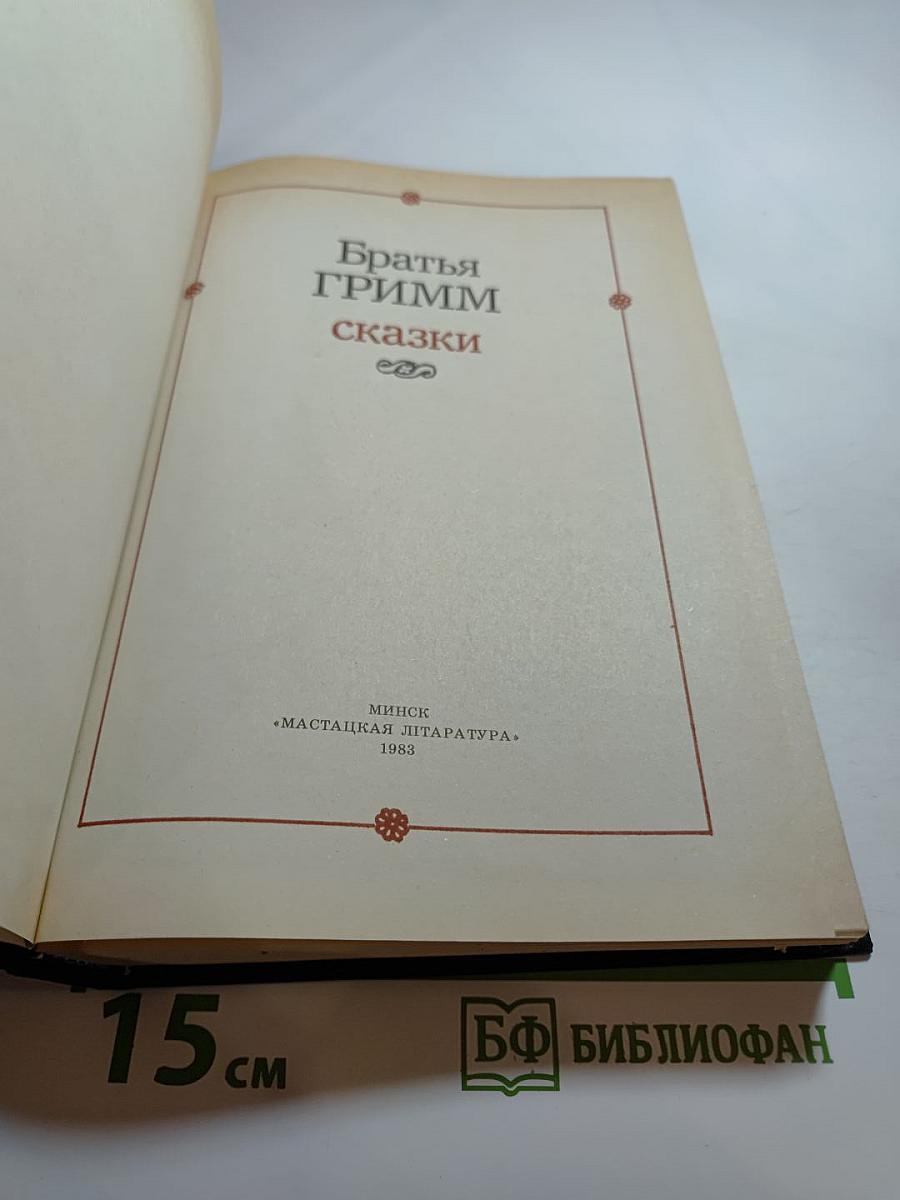 Братья
ГРИММ
сказки
МИНСК
«МАСТАЦКАЯ ЛІТАРАТУРА»
1983
15 см
БФ БИБЛИОФАН